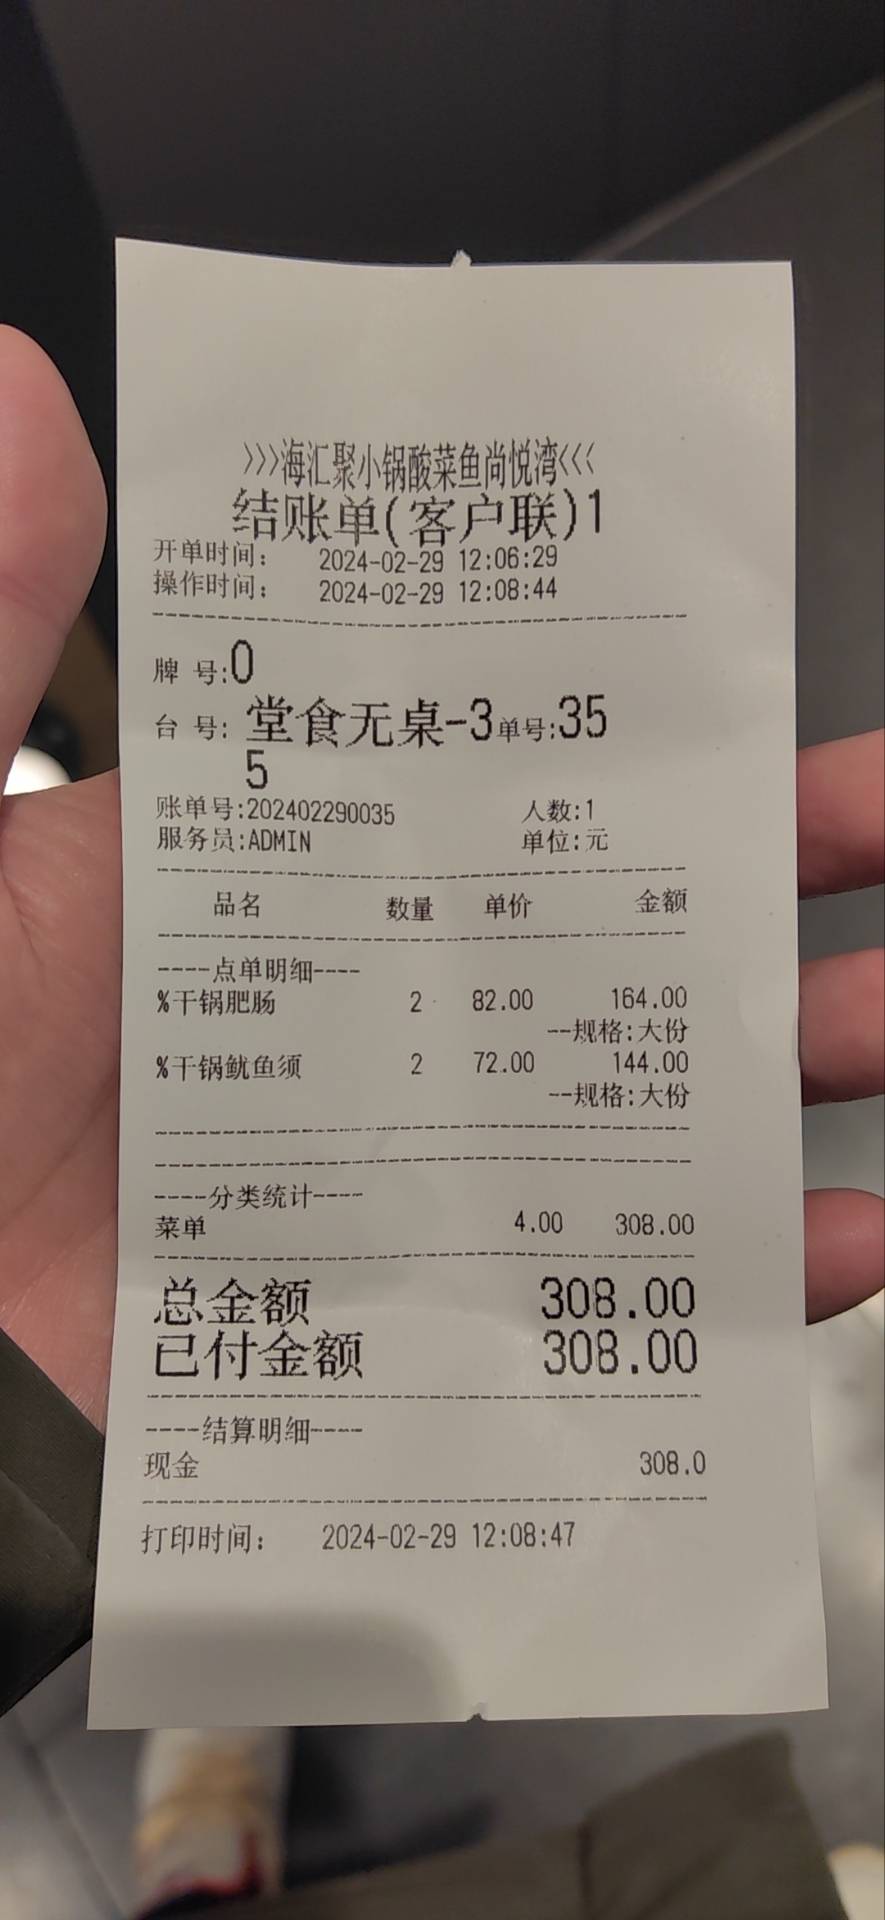 >>>海汇聚小锅酸菜鱼尚悦湾<<<
结账单(客户联)1
开单时间: 2024-02-29 12:06:29
操作时间: 2024-02-29 12:08:44
牌 号:0
台 号: 堂食无桌-3单号:35
5
账单号:202402290035 人数:1
服务员:ADMIN 单位:元
品名 数量 单价 金额
----点单明细----
%干锅肥肠 2 82.00 164.00
--规格:大份
%干锅鱿鱼须 2 72.00 144.00
--规格:大份
----分类统计----
菜单 4.00 308.00
总金额 308.00
已付金额 308.00
----结算明细----
现金 308.0
打印时间: 2024-02-29 12:08:47